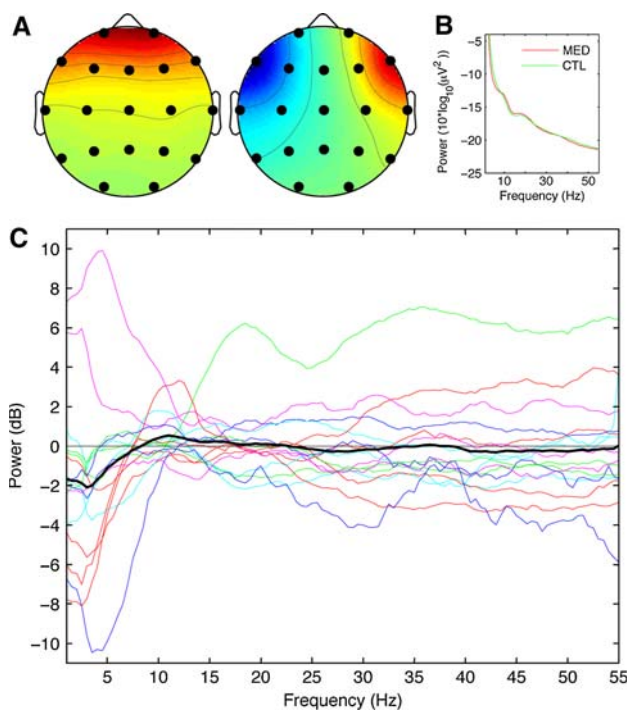 A
B
Power (10*log10(μV2 ))
-5
-10
-15
-20
-25
MED
CTL
10 30 50
Frequency (Hz)
C
Power (dB)
10
8
6
4
2
0
-2
-4
-6
-8
-10
5 10 15 20 25 30 35 40 45 50 55
Frequency (Hz)